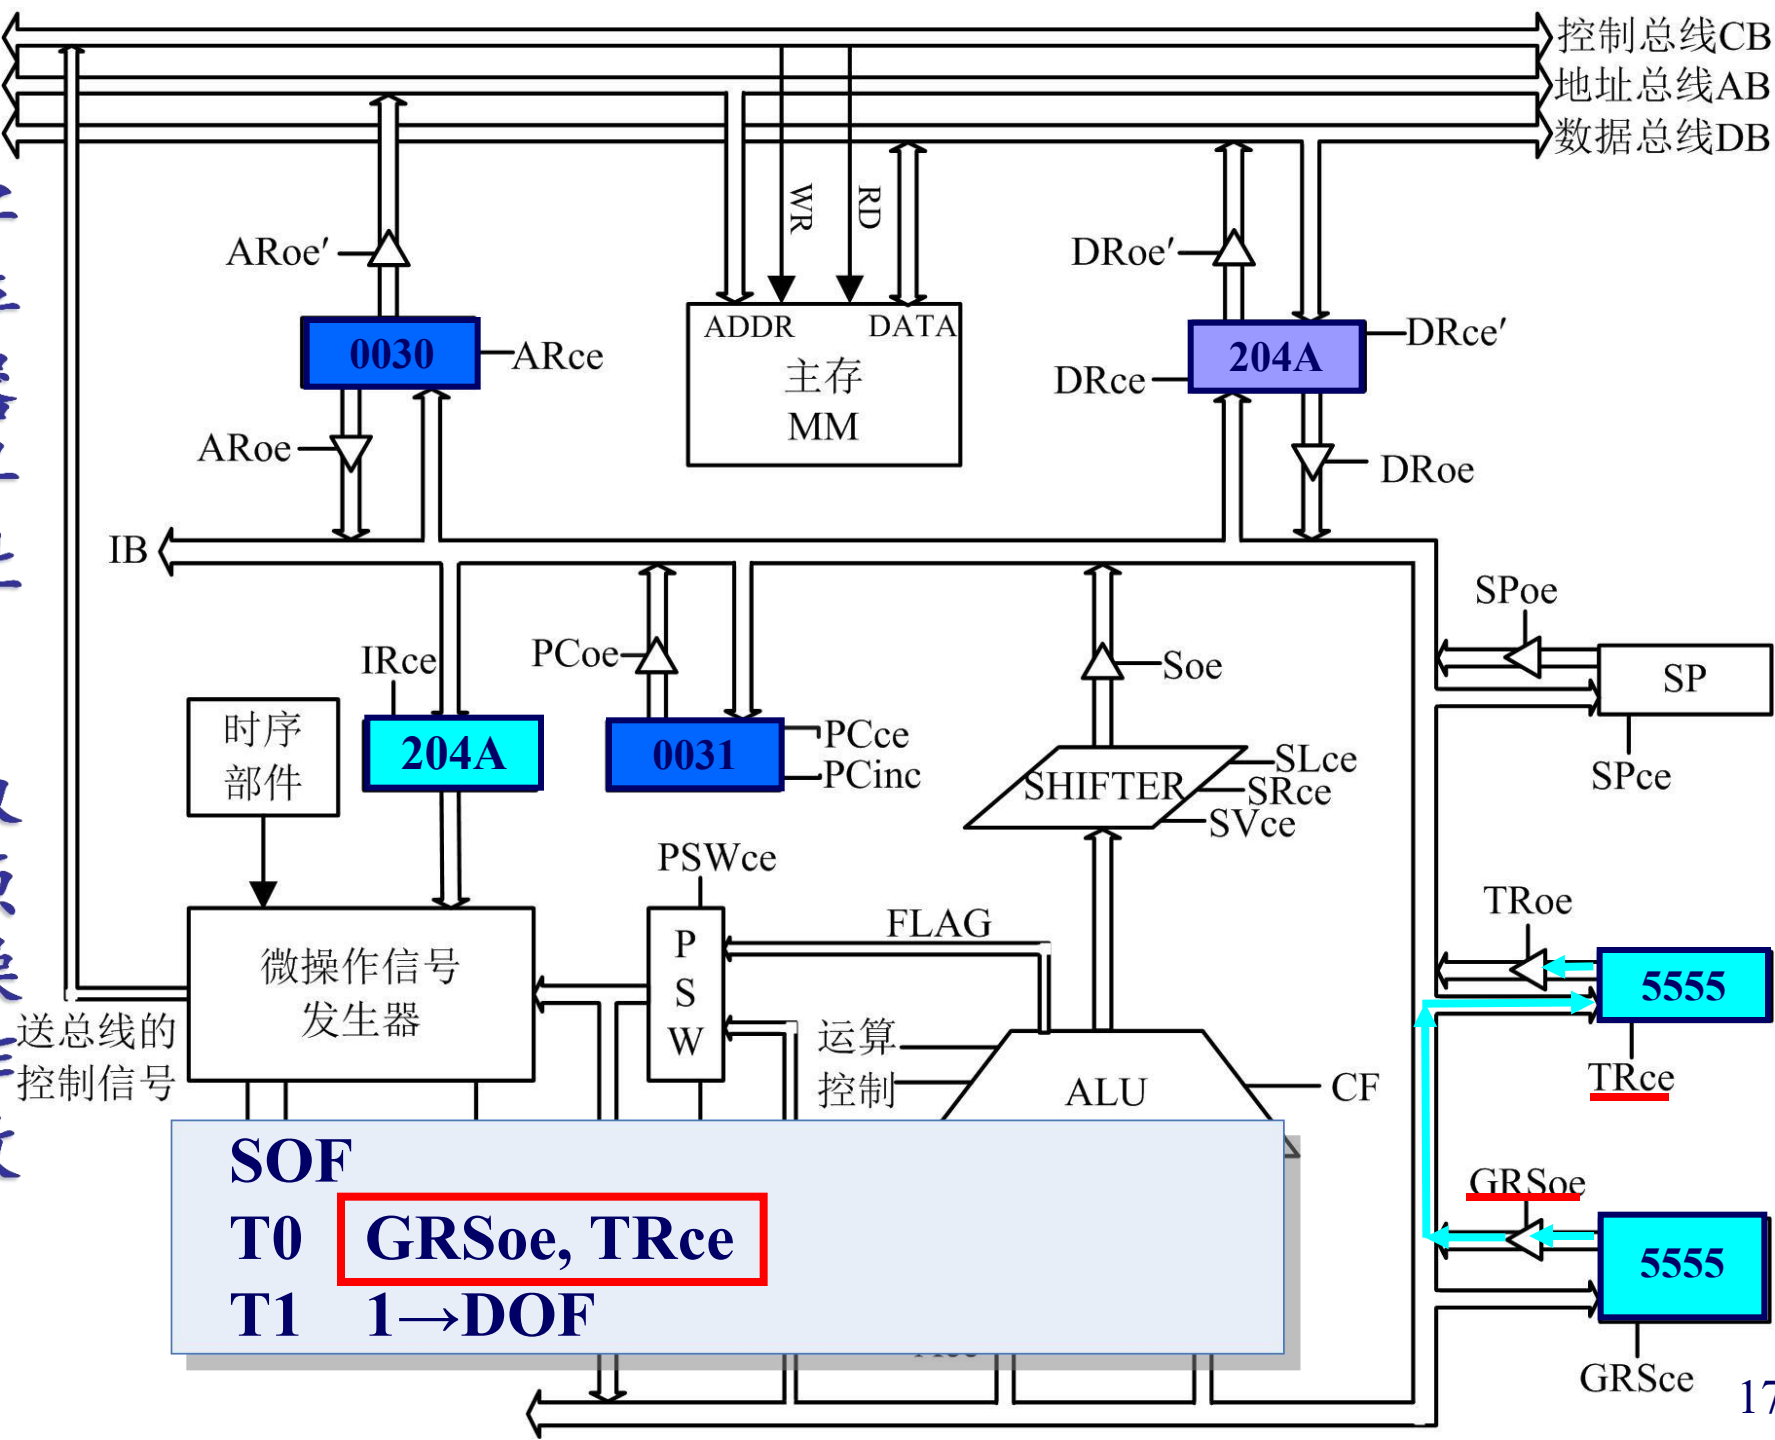 控制总线CB
地址总线AB
数据总线DB
WR
RD
ARoe′
DRoe′
ADDR
DATA
主存
MM
0030
ARce
204A
DRce′
DRce
ARoe
DRoe
IB
SPoe
IRce
PCoe
Soe
SP
SPce
时序
部件
204A
0031
PCce
PCinc
SHIFTER
SLce
SRce
SVce
PSWce
FLAG
TRoe
微操作信号
发生器
P
S
W
5555
TRce
送总线的
控制信号
运算
控制
ALU
CF
GRSoe
5555
GRSce
SOF
T0 GRSoe, TRce
T1 1→DOF
17